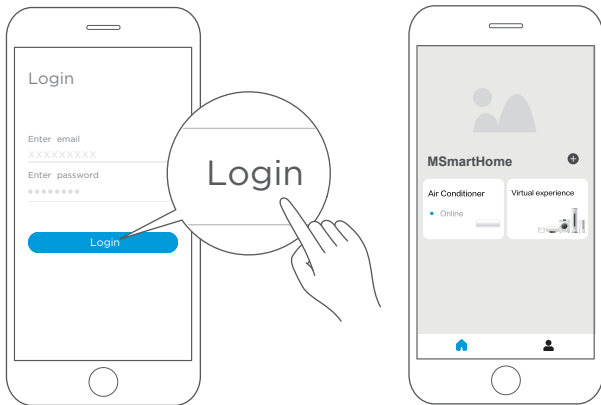 Login
Enter email
XXXXXXXXX
Enter password
********
Login
Login
MSmartHome
Air Conditioner
Online
Virtual experience